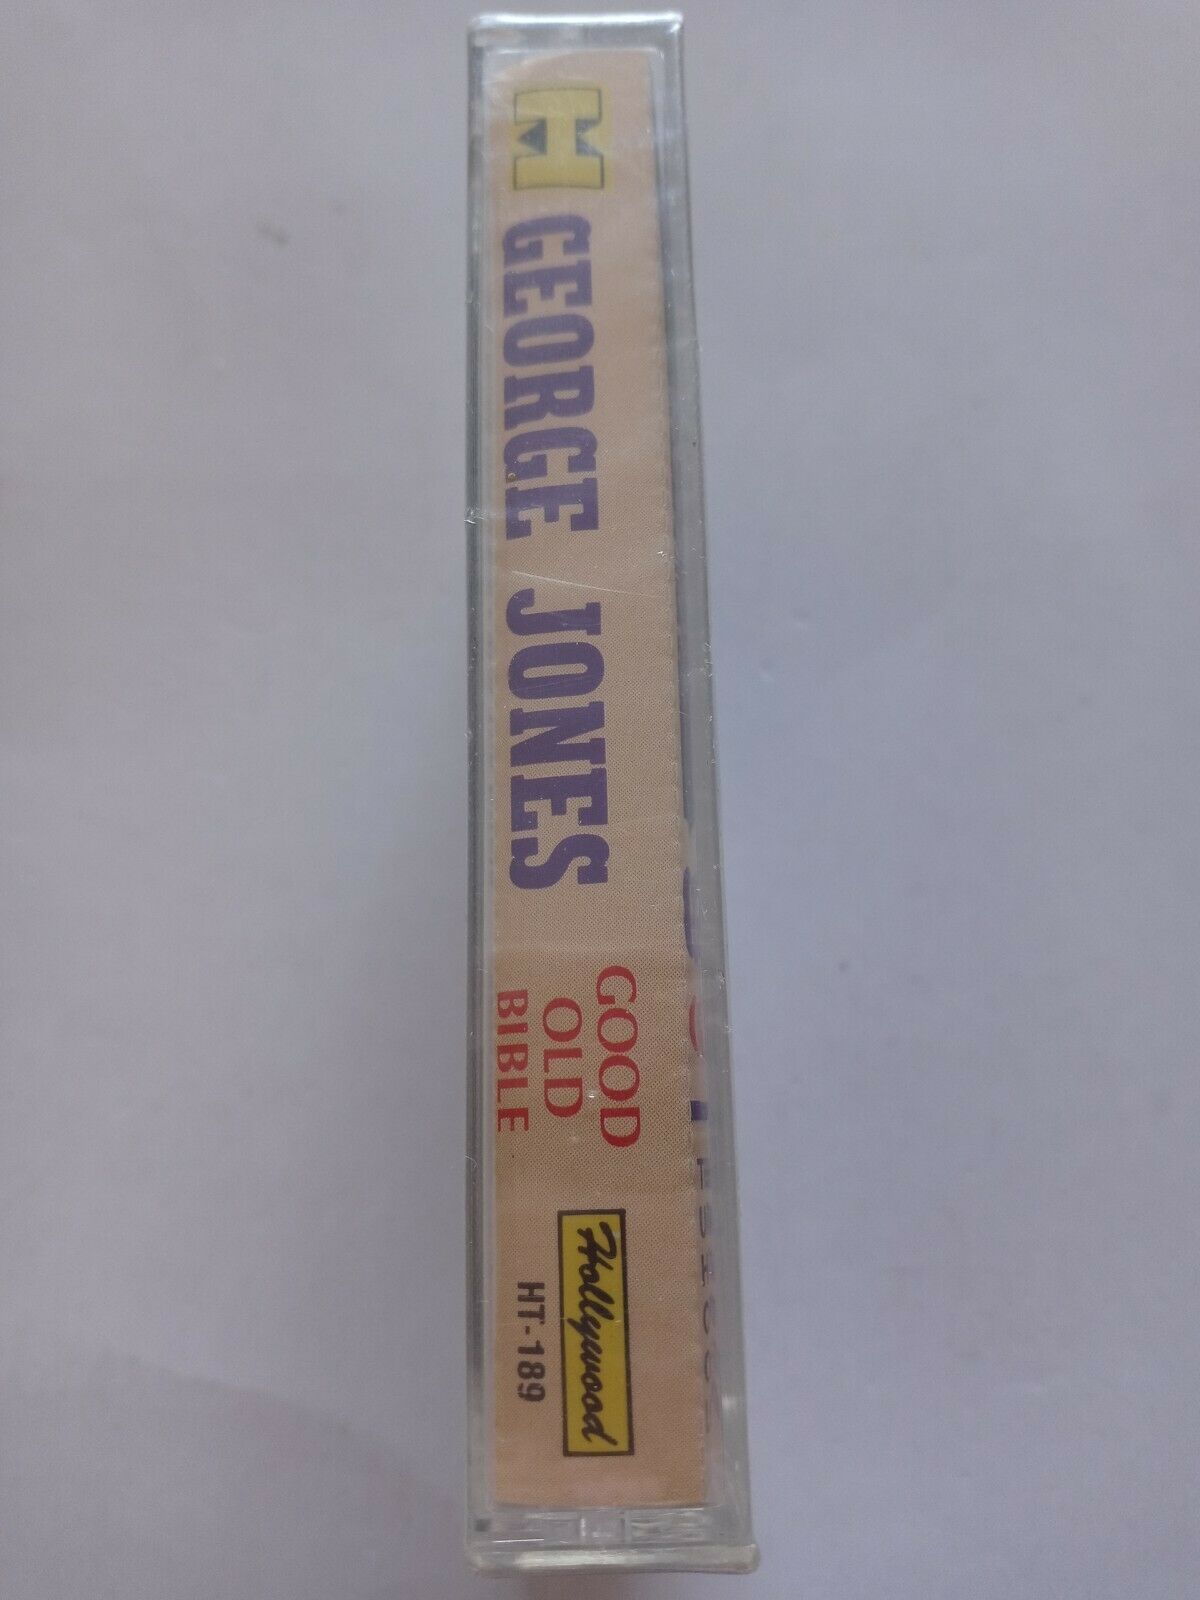 H
GEORGE JONES
GOOD
OLD
BIBLE
Hollywood
HT-189